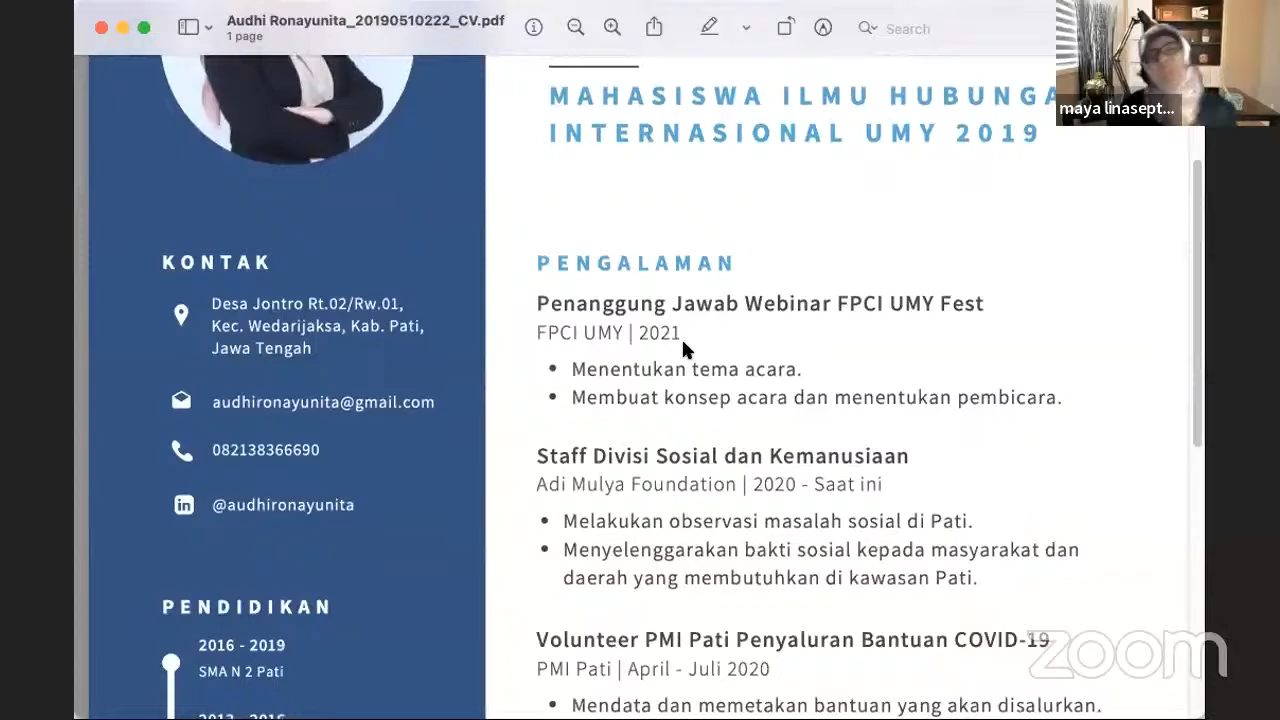 Audhi Ronayunita_20190510222_CV.pdf
1 page
Search
maya linasept...
MAHASISWA ILMU HUBUNGA
INTERNASIONAL UMY 2019
KONTAK
Desa Jontro Rt.02/Rw.01,
Kec. Wedarijaksa, Kab. Pati,
Jawa Tengah
audhironayunita@gmail.com
082138366690
in
@audhironayunita
PENDIDIKAN
2016 - 2019
SMA N 2 Pati
2013 - 2016
PENGALAMAN
Penanggung Jawab Webinar FPCI UMY Fest
FPCI UMY | 2021
• Menentukan tema acara.
• Membuat konsep acara dan menentukan pembicara.
Staff Divisi Sosial dan Kemanusiaan
Adi Mulya Foundation | 2020 - Saat ini
• Melakukan observasi masalah sosial di Pati.
• Menyelenggarakan bakti sosial kepada masyarakat dan
daerah yang membutuhkan di kawasan Pati.
Volunteer PMI Pati Penyaluran Bantuan COVID-19
PMI Pati | April - Juli 2020
• Mendata dan memetakan bantuan yang akan disalurkan.
zoom